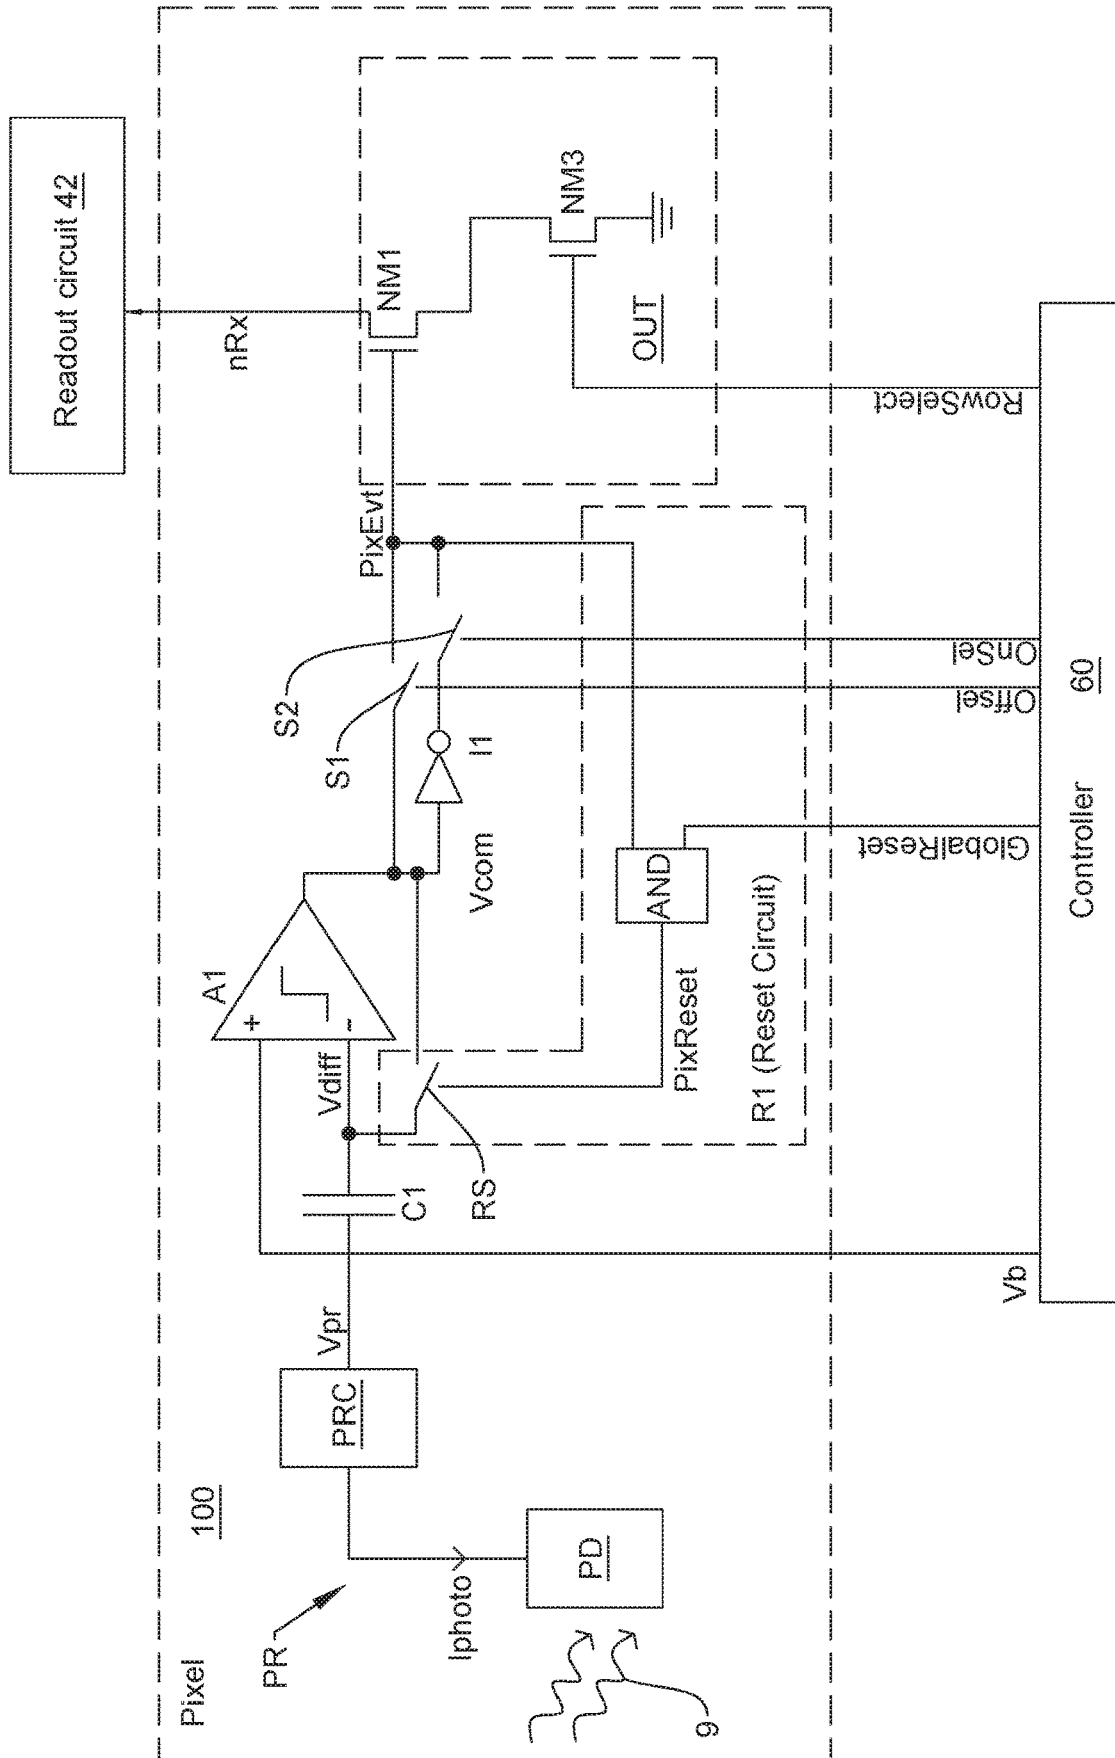 Pixel
100
PR
Iphoto
PD
9
PRC
Vpr
C1
Vdiff
RS
A1
+
-
Vcom
I1
S1
S2
PixEvt
nRx
Readout circuit 42
NM1
NM3
OUT
AND
PixReset
R1 (Reset Circuit)
Vb
GlobalReset
Offsel
OnSel
RowSelect
Controller 60